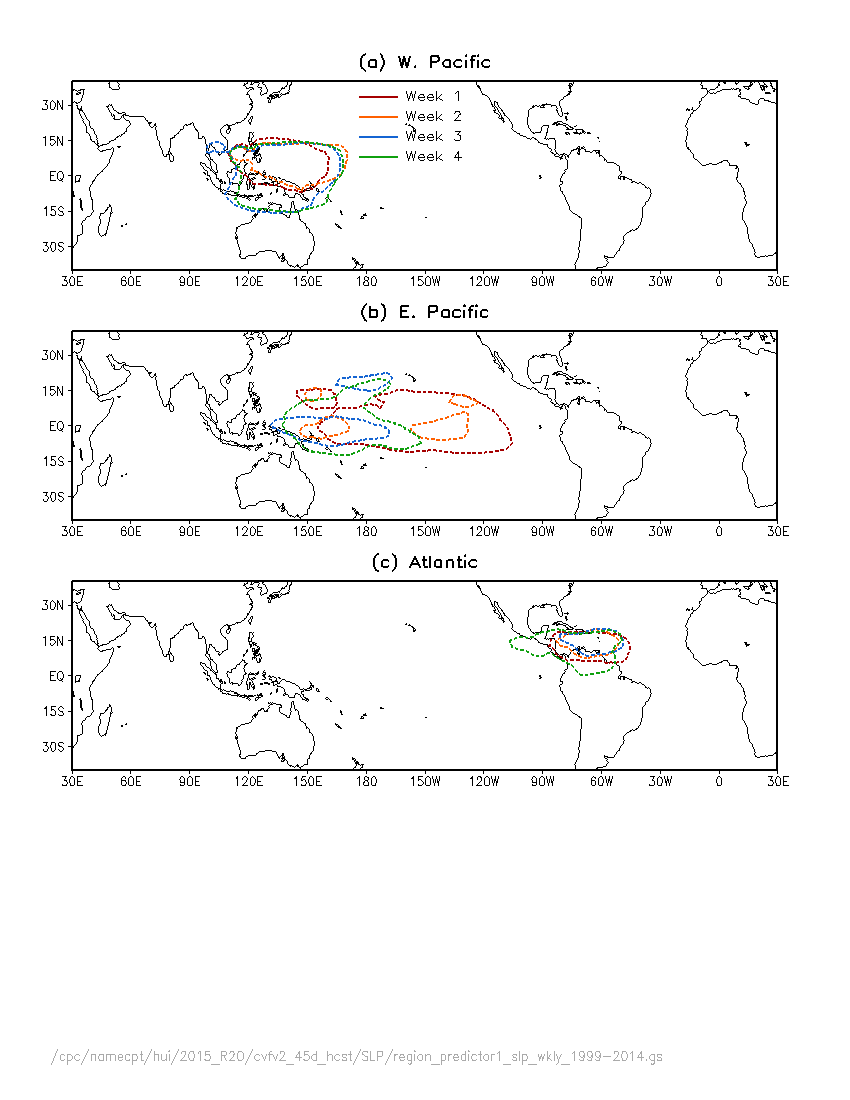 (a) W. Pacific
Week 1
Week 2
Week 3
Week 4
30N
15N
EQ
15S
30S
30E 60E 90E 120E 150E 180 150W 120W 90W 60W 30W 0 30E
(b) E. Pacific
30N
15N
EQ
15S
30S
30E 60E 90E 120E 150E 180 150W 120W 90W 60W 30W 0 30E
(c) Atlantic
30N
15N
EQ
15S
30S
30E 60E 90E 120E 150E 180 150W 120W 90W 60W 30W 0 30E
/cpc/namecpt/hui/2015_R2O/cvfv2_45d_hcst/SLP/region_predictor1_slp_wkly_1999-2014.gs